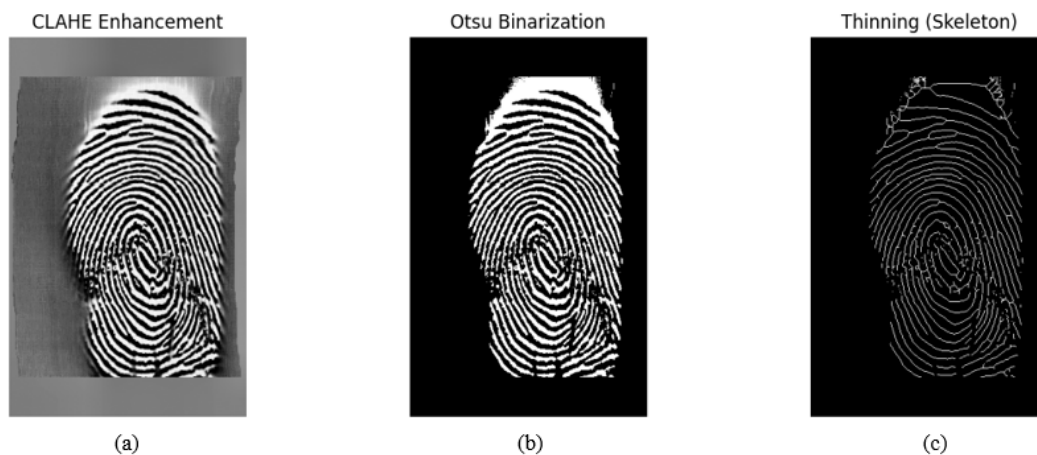 CLAHE Enhancement
Otsu Binarization
Thinning (Skeleton)
(a)
(b)
(c)